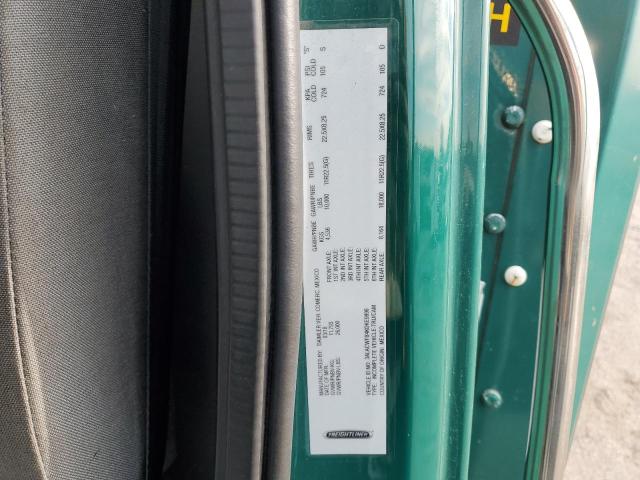 FREIGHTLINER
MANUFACTURED BY: DAIMLER VEH. COMERC. MEXICO
DATE OF MFR:
GVWR/PNBV-KG: 11,793
GVWR/PNBV-LBS: 26,000
VEHICLE ID NO:
TYPE: INCOMPLETE VEHICLE-TRU/CAM
COUNTRY OF ORIGIN: MEXICO
GAWR/PNBE KGS GAWR/PNBE LBS TIRES RIMS KPA COLD PSI COLD "S"
FRONT AXLE: 4,536 10,000 11R22.5(G) 22.5X8.25 724 105 S
1ST INT AXLE:
2ND INT AXLE:
3RD INT AXLE:
4TH INT AXLE:
5TH INT AXLE:
6TH INT AXLE:
REAR AXLE: 8,164 18,000 11R22.5(G) 22.5X8.25 724 105 D
H